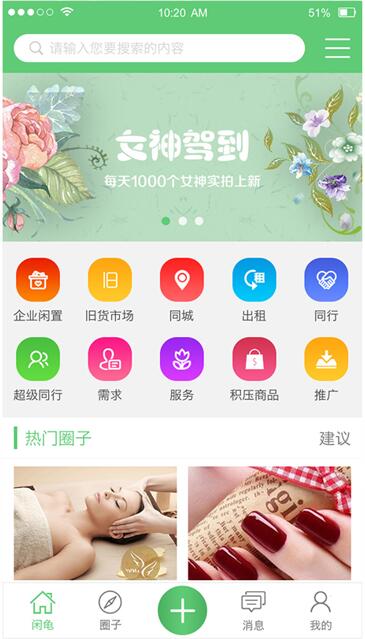 10:20 AM 51%
请输入您要搜索的内容
女神驾到
每天1000个女神实拍上新
企业闲置 旧货市场 同城 出租 同行
超级同行 需求 服务 积压商品 推广
热门圈子 建议
闲龟 圈子 消息 我的